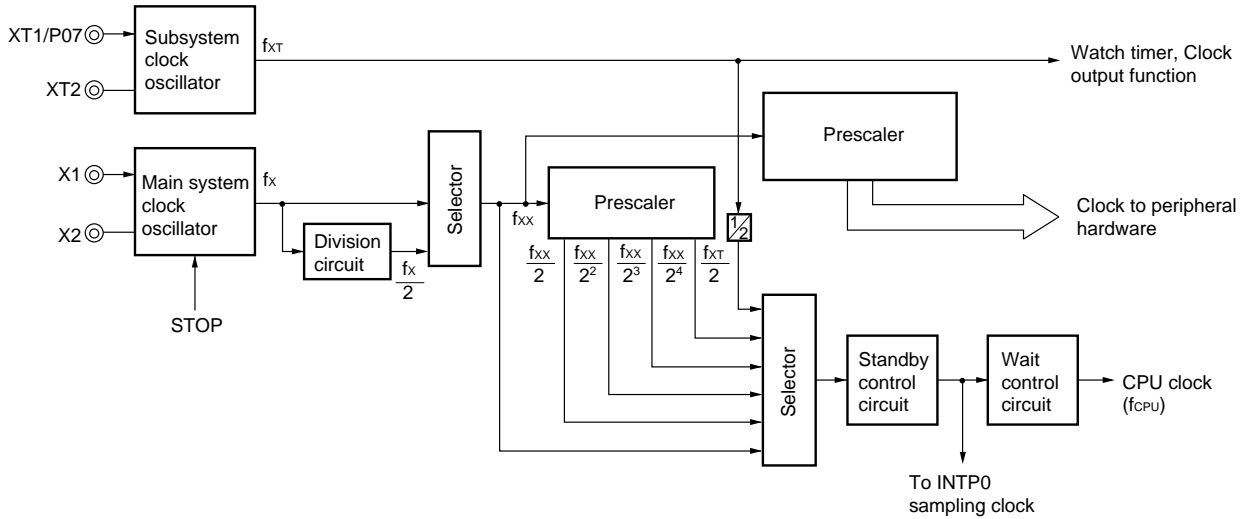 XT1/P07
XT2
Subsystem
clock
oscillator
fXT
Watch timer, Clock
output function
Prescaler
X1
X2
Main system
clock
oscillator
fX
STOP
Division
circuit
fX
2
Selector
fXX
Prescaler
1/2
Clock to peripheral
hardware
fXX fXX fXX fXX fXT
2 2² 2³ 2⁴ 2
Selector
Standby
control
circuit
Wait
control
circuit
CPU clock
(fCPU)
To INTP0
sampling clock